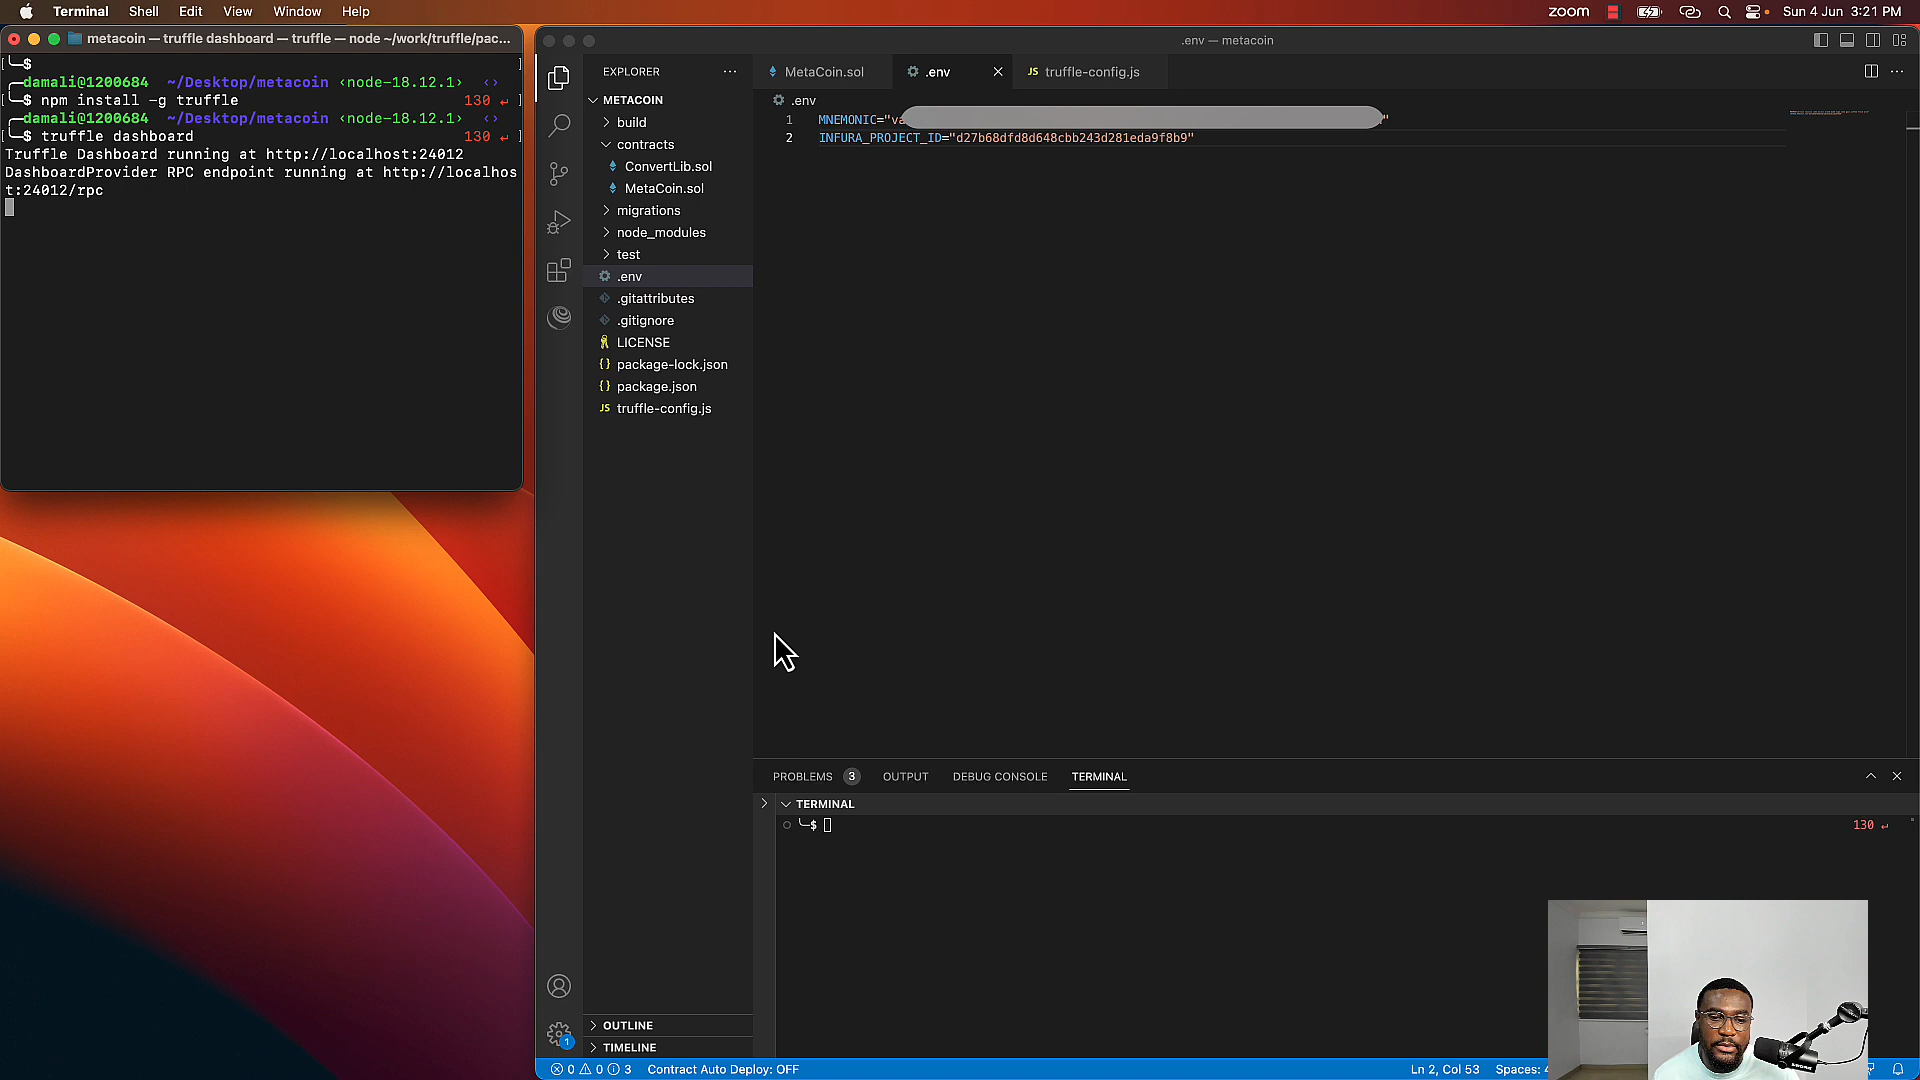 Terminal Shell Edit View Window Help
zoom
Sun 4 Jun 3:21 PM
metacoin — truffle dashboard — truffle — node ~/work/truffle/pac...
[╰─$ ]
╭─damali@1200684 ~/Desktop/metacoin ‹node-18.12.1› ‹›
[╰─$ npm install -g truffle 130 ↵ ]
╭─damali@1200684 ~/Desktop/metacoin ‹node-18.12.1› ‹›
[╰─$ truffle dashboard 130 ↵ ]
Truffle Dashboard running at http://localhost:24012
DashboardProvider RPC endpoint running at http://localhos
t:24012/rpc
.env — metacoin
EXPLORER ...
METACOIN
build
contracts
ConvertLib.sol
MetaCoin.sol
migrations
node_modules
test
.env
.gitattributes
.gitignore
LICENSE
{} package-lock.json
{} package.json
JS truffle-config.js
OUTLINE
TIMELINE
MetaCoin.sol
.env
JS truffle-config.js
.env
1 MNEMONIC="va "
2 INFURA_PROJECT_ID="d27b68dfd8d648cbb243d281eda9f8b9"
PROBLEMS 3 OUTPUT DEBUG CONSOLE TERMINAL
TERMINAL
╰─$ 130 ↵
1
0 0 3 Contract Auto Deploy: OFF
Ln 2, Col 53 Spaces: